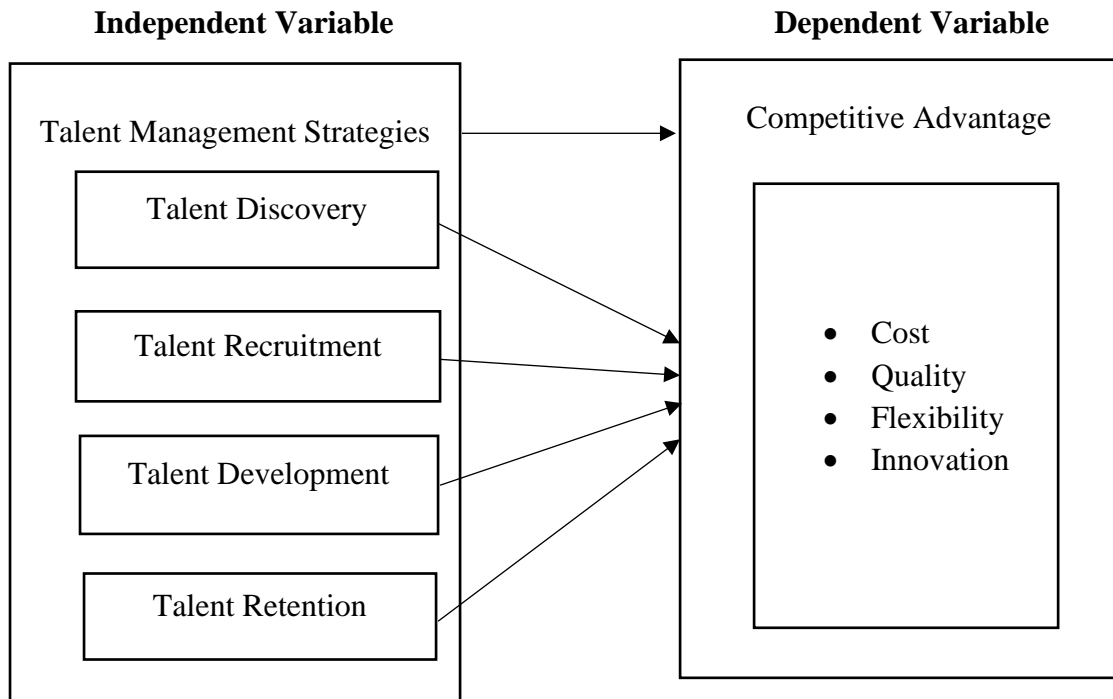 Independent Variable
Dependent Variable
Talent Management Strategies
Talent Discovery
Talent Recruitment
Talent Development
Talent Retention
Competitive Advantage
• Cost
• Quality
• Flexibility
• Innovation